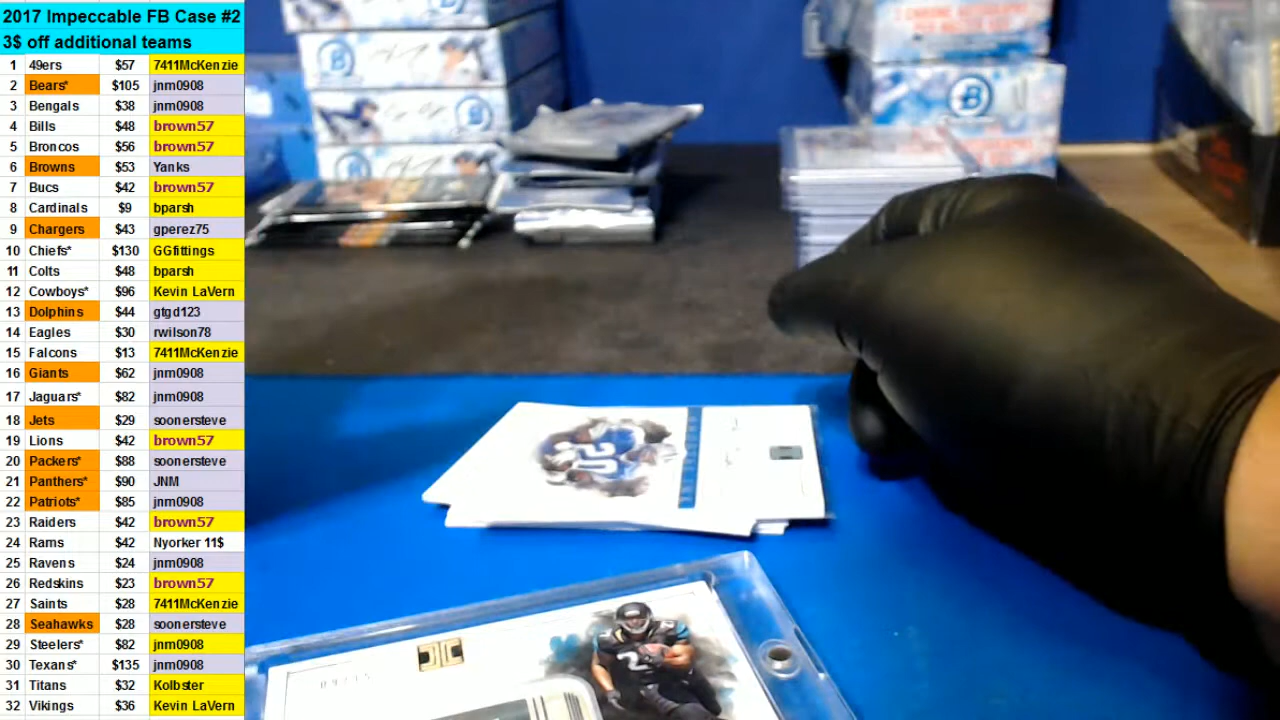 2017 Impeccable FB Case #2
3$ off additional teams
1 49ers $57 7411McKenzie
2 Bears* $105 jnm0908
3 Bengals $38 jnm0908
4 Bills $48 brown57
5 Broncos $56 brown57
6 Browns $53 Yanks
7 Bucs $42 brown57
8 Cardinals $9 bparsh
9 Chargers $43 gperez75
10 Chiefs* $130 GGfittings
11 Colts $48 bparsh
12 Cowboys* $96 Kevin LaVern
13 Dolphins $44 gtgd123
14 Eagles $30 rwilson78
15 Falcons $13 7411McKenzie
16 Giants $62 jnm0908
17 Jaguars* $82 jnm0908
18 Jets $29 soonersteve
19 Lions $42 brown57
20 Packers* $88 soonersteve
21 Panthers* $90 JNM
22 Patriots* $85 jnm0908
23 Raiders $42 brown57
24 Rams $42 Nyorker 11$
25 Ravens $24 jnm0908
26 Redskins $23 brown57
27 Saints $28 7411McKenzie
28 Seahawks $28 soonersteve
29 Steelers* $82 jnm0908
30 Texans* $135 jnm0908
31 Titans $32 Kolbster
32 Vikings $36 Kevin LaVern
B
B
20
2